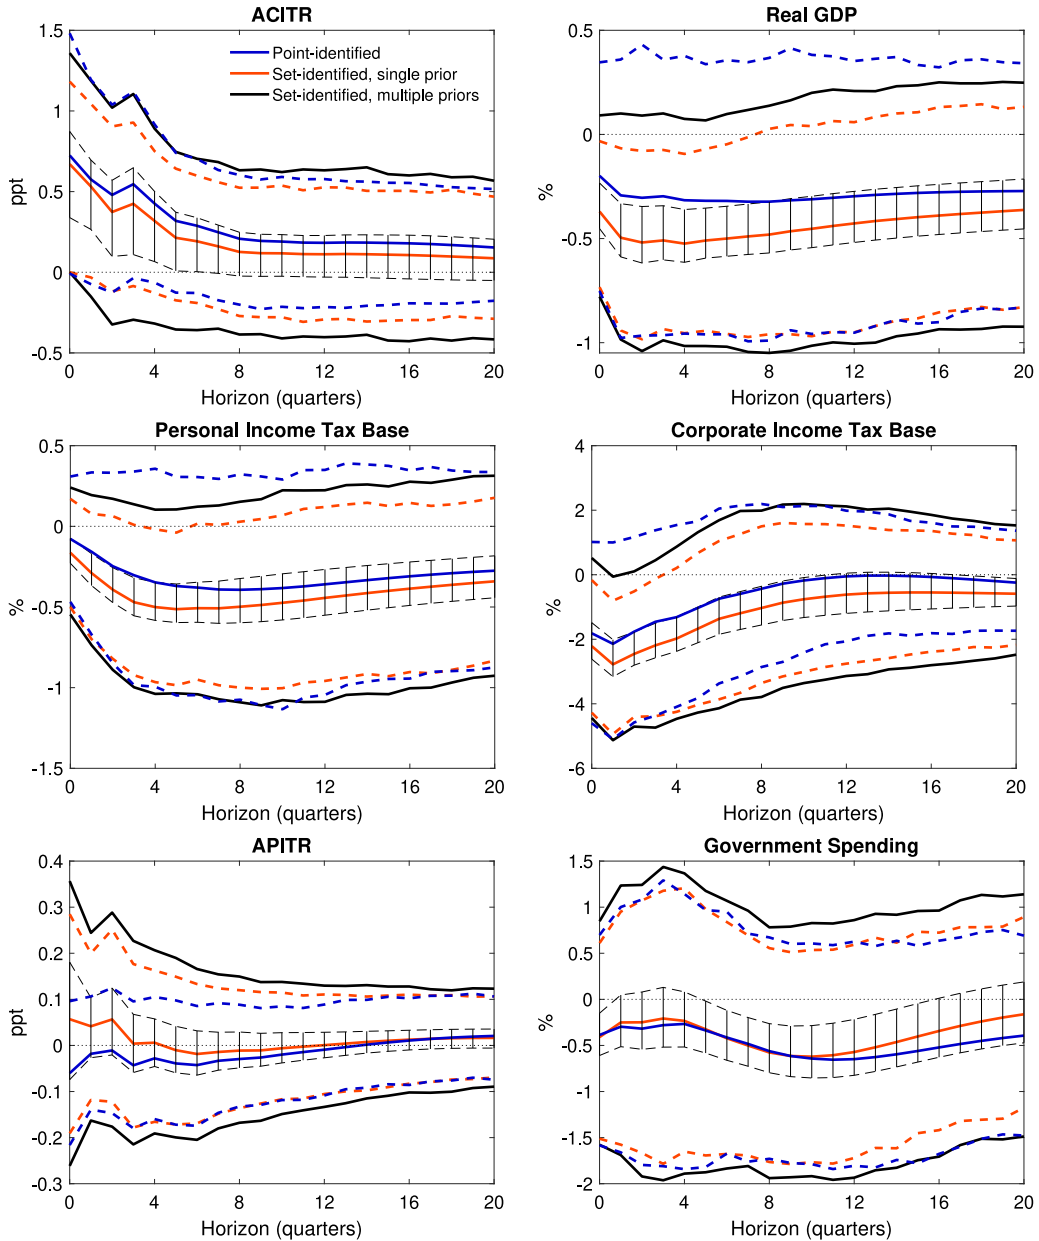 ACITR
1.5
1
0.5
0
-0.5
ppt
Point-identified
Set-identified, single prior
Set-identified, multiple priors
0 4 8 12 16 20
Horizon (quarters)
Real GDP
0.5
0
-0.5
-1
%
0 4 8 12 16 20
Horizon (quarters)
Personal Income Tax Base
0.5
0
-0.5
-1
-1.5
%
0 4 8 12 16 20
Horizon (quarters)
Corporate Income Tax Base
4
2
0
-2
-4
-6
%
0 4 8 12 16 20
Horizon (quarters)
APITR
0.4
0.3
0.2
0.1
0
-0.1
-0.2
-0.3
ppt
0 4 8 12 16 20
Horizon (quarters)
Government Spending
1.5
1
0.5
0
-0.5
-1
-1.5
-2
%
0 4 8 12 16 20
Horizon (quarters)